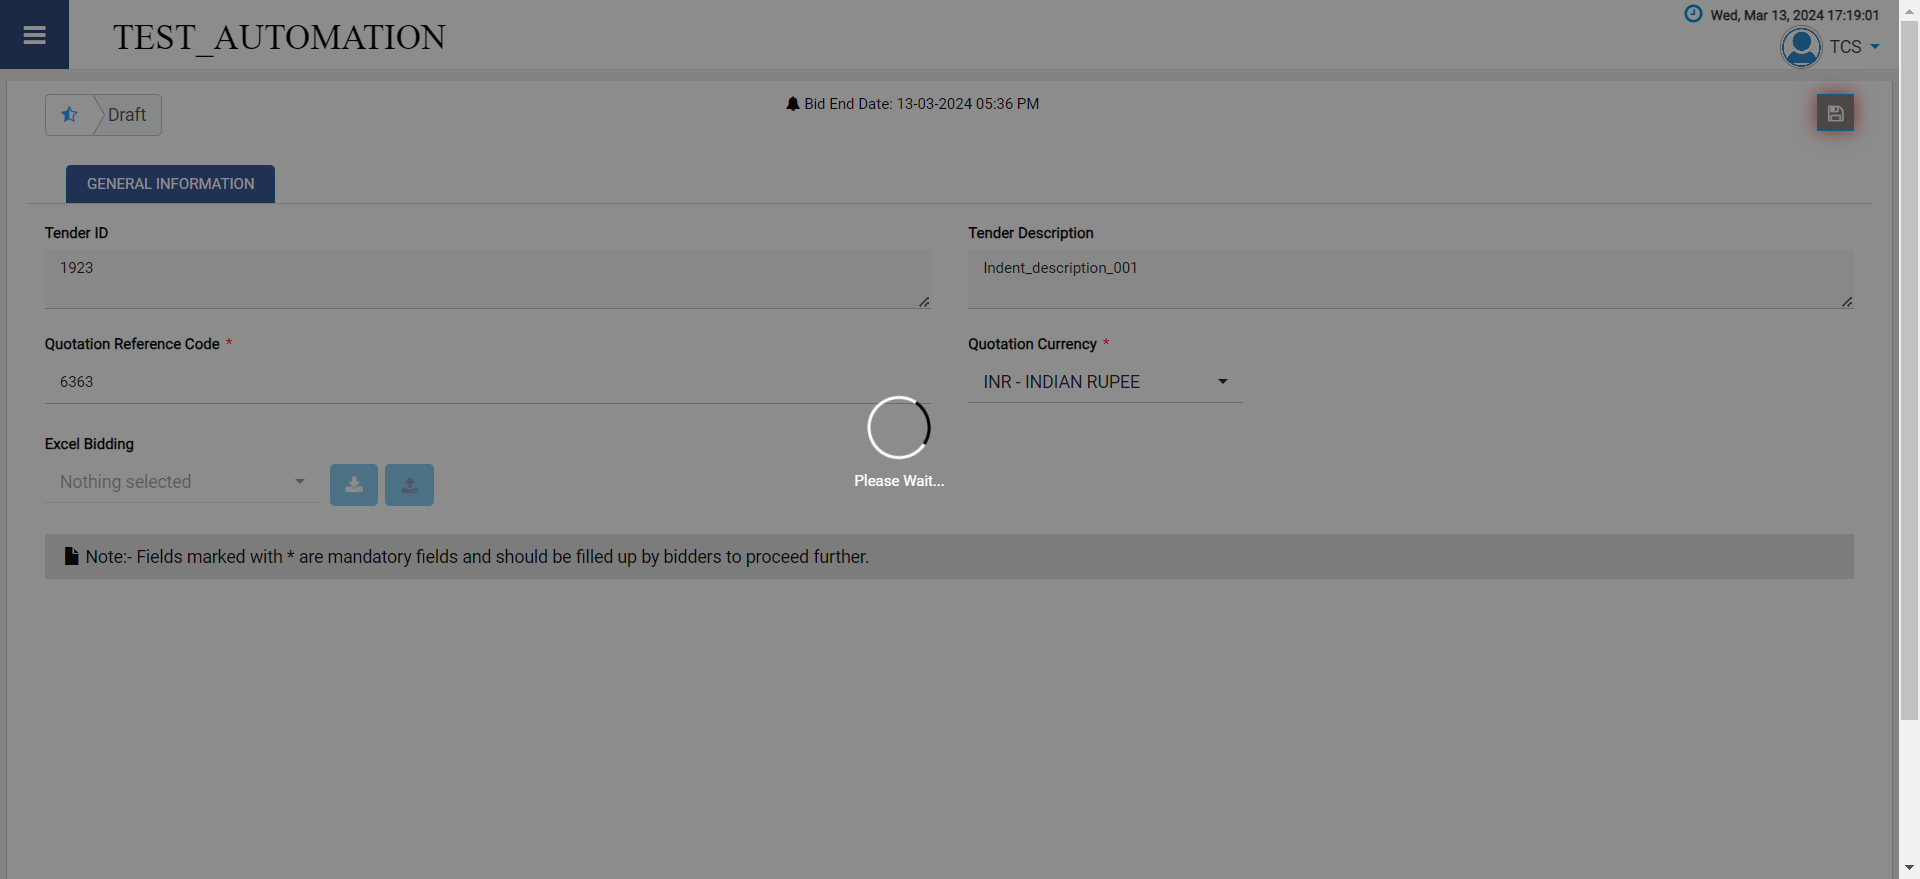 TEST_AUTOMATION
Wed, Mar 13, 2024 17:19:01
TCS
Draft
Bid End Date: 13-03-2024 05:36 PM
GENERAL INFORMATION
Tender ID
Tender Description
1923
Indent_description_001
Quotation Reference Code *
Quotation Currency *
6363
INR - INDIAN RUPEE
Excel Bidding
Nothing selected
Please Wait...
Note:- Fields marked with * are mandatory fields and should be filled up by bidders to proceed further.